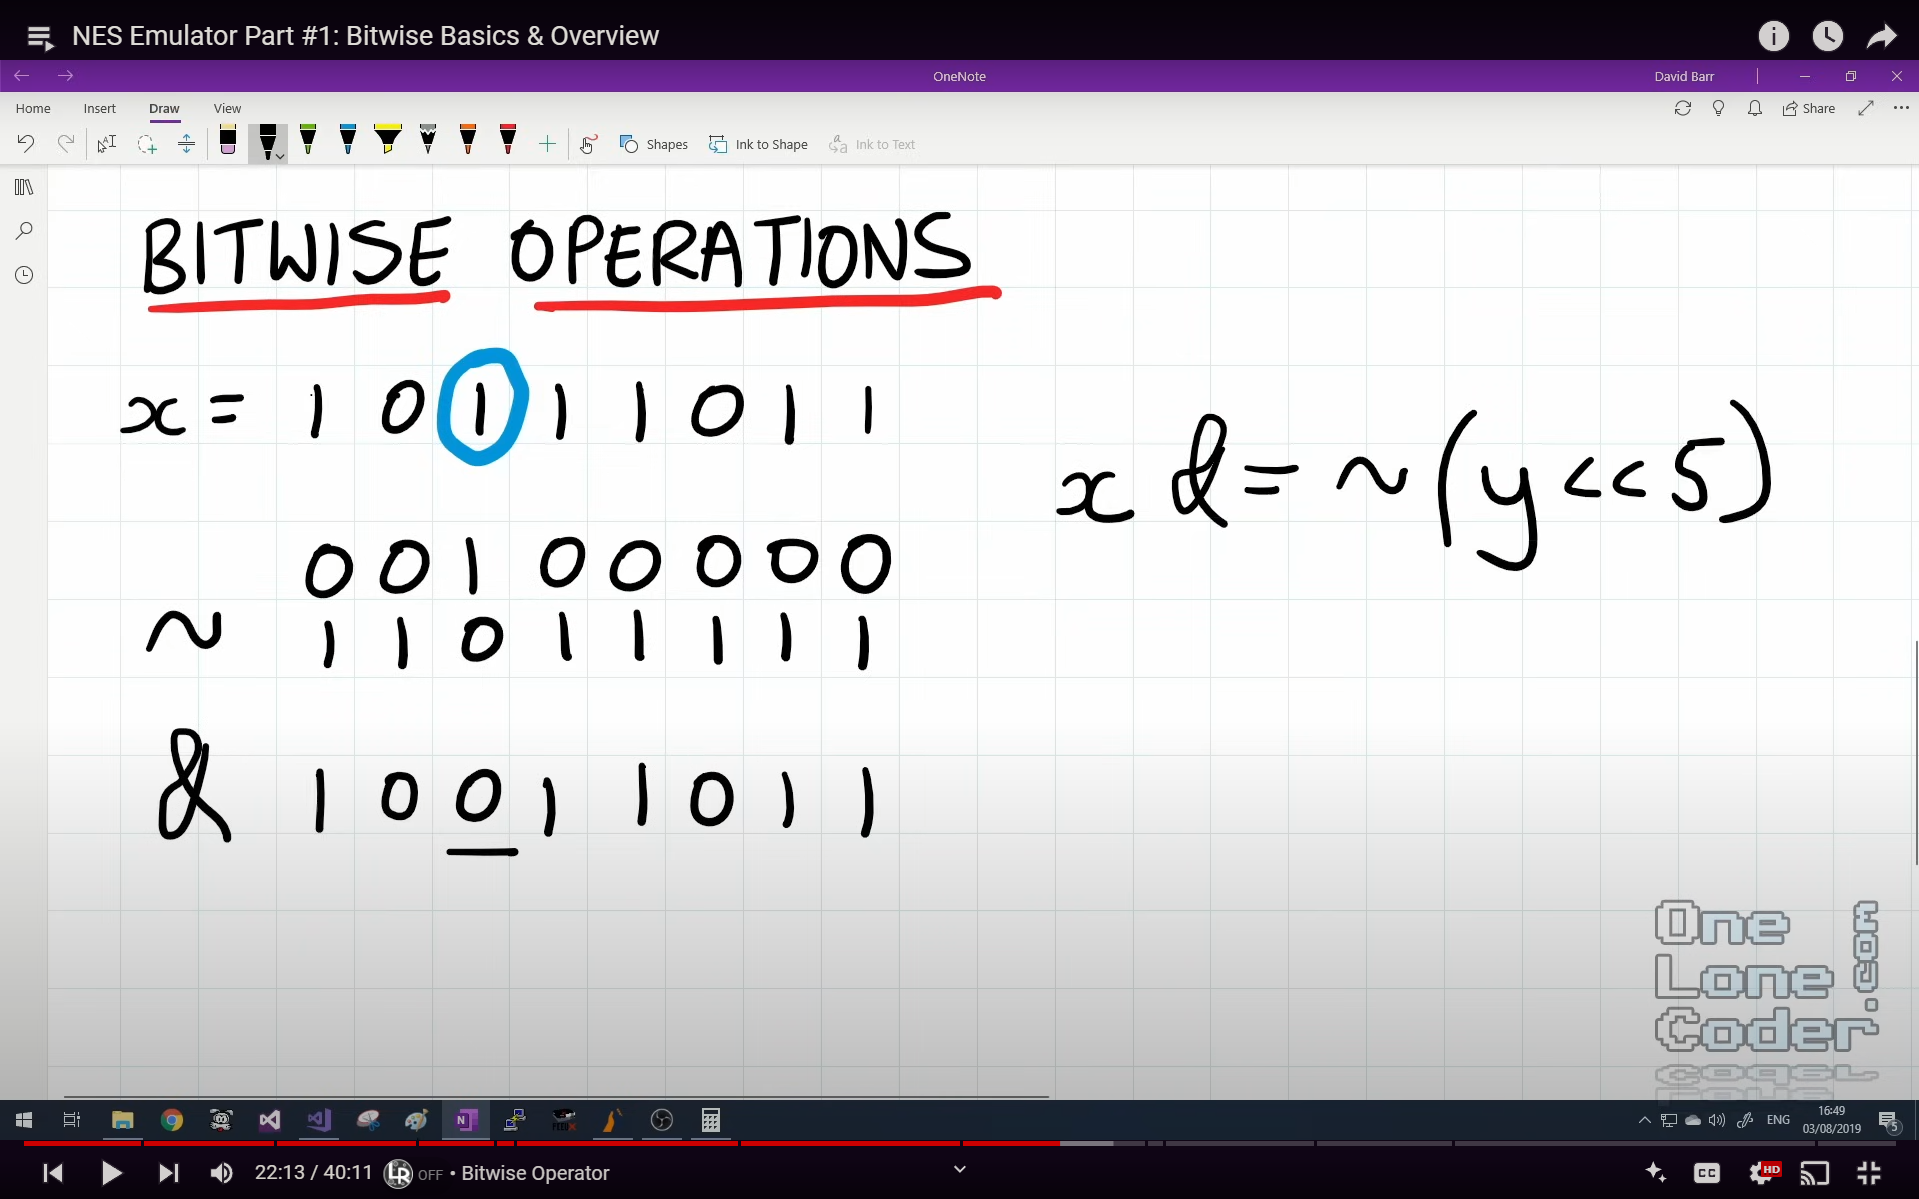 NES Emulator Part #1: Bitwise Basics & Overview
OneNote
David Barr
Home Insert Draw View
Share
Shapes Ink to Shape Ink to Text
BITWISE OPERATIONS
x = 1 0 1 1 1 0 1 1
x &= ~(y<<5)
0 0 1 0 0 0 0 0
~ 1 1 0 1 1 1 1 1
& 1 0 0 1 1 0 1 1
One
Lone
Coder
.com
ENG
16:49
03/08/2019
5
22:13 / 40:11 LR OFF • Bitwise Operator
CC HD